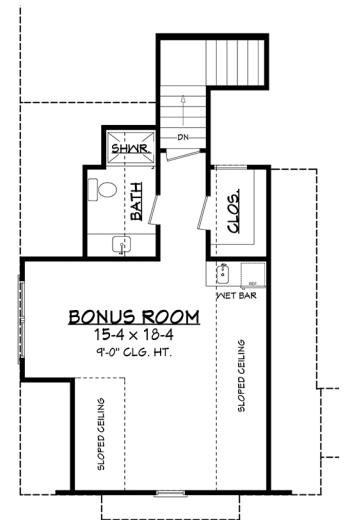 DN
SHWR.
BATH
CLOS.
REF.
WET BAR
BONUS ROOM
15-4 x 18-4
9'-0" CLG. HT.
SLOPED CEILING
SLOPED CEILING